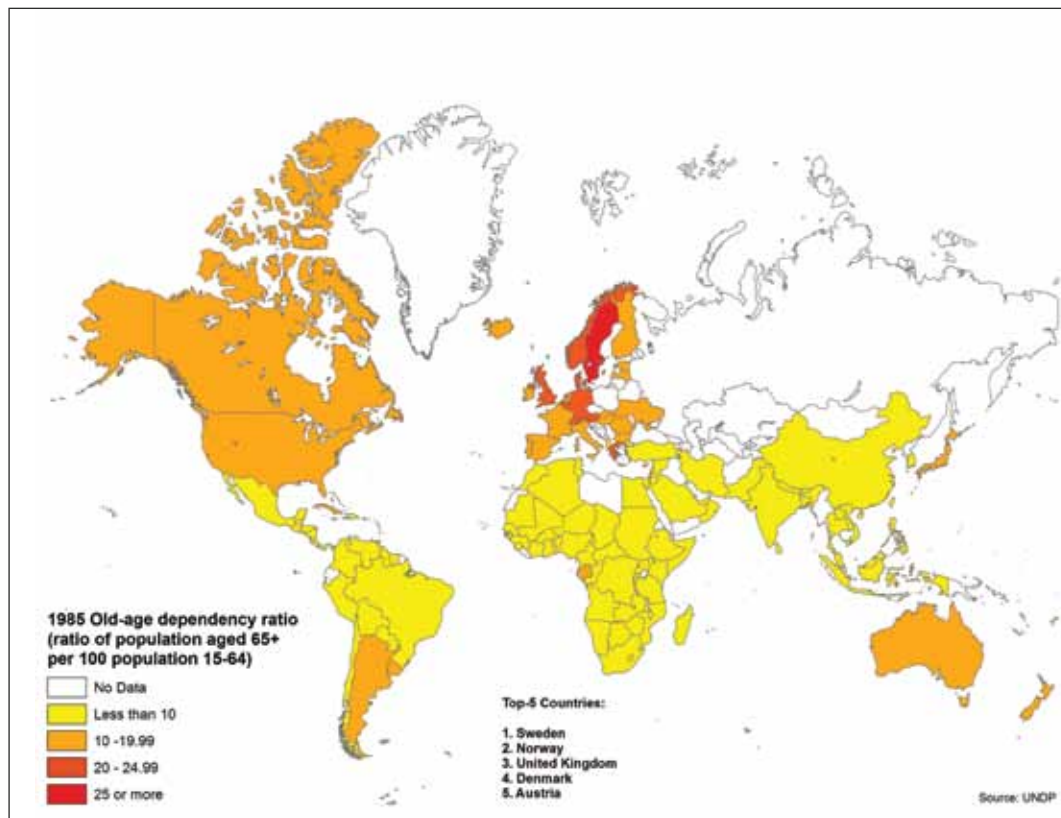 1985 Old-age dependency ratio
(ratio of population aged 65+
per 100 population 15-64)
No Data
Less than 10
10 -19.99
20 - 24.99
25 or more
Top-5 Countries:
1. Sweden
2. Norway
3. United Kingdom
4. Denmark
5. Austria
Source: UNDP